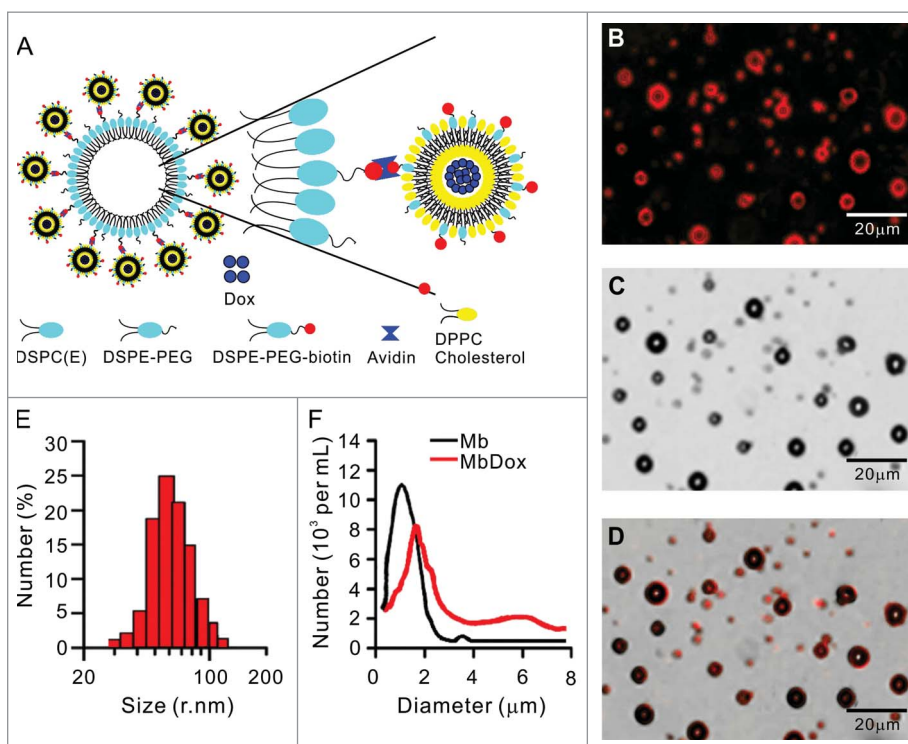 A
Dox
DSPC(E) DSPE-PEG DSPE-PEG-biotin Avidin DPPC
Cholesterol
B
20μm
C
20μm
D
20μm
E
30
25
20
15
10
5
0
Number (%)
20 100 200
Size (r.nm)
F
14
12
10
8
6
4
2
0
Number (10³ per mL)
Mb
MbDox
0 2 4 6 8
Diameter (μm)